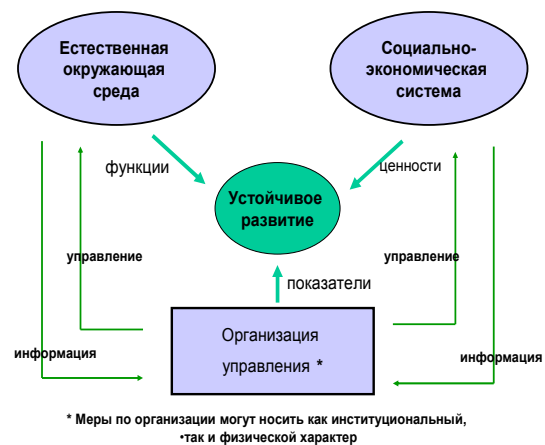 Естественная
окружающая
среда
Социально-
экономическая
система
функции
ценности
Устойчивое
развитие
управление
управление
показатели
Организация
управления *
информация
информация
* Меры по организации могут носить как институциональный,
•так и физической характер